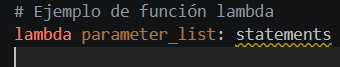 # Ejemplo de función lambda
lambda parameter_list: statements